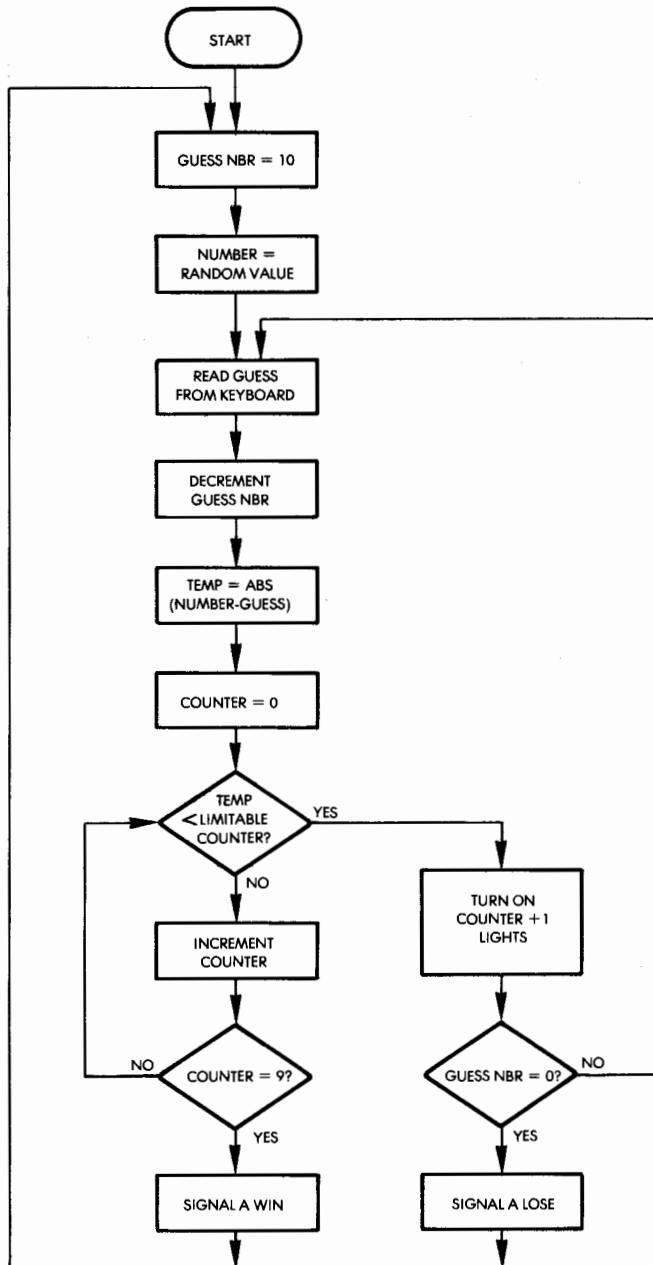 START
GUESS NBR = 10
NUMBER =
RANDOM VALUE
READ GUESS
FROM KEYBOARD
DECREMENT
GUESS NBR
TEMP = ABS
(NUMBER-GUESS)
COUNTER = 0
TEMP
<LIMITABLE
COUNTER?
YES
NO
TURN ON
COUNTER +1
LIGHTS
INCREMENT
COUNTER
COUNTER = 9?
NO
YES
GUESS NBR = 0?
NO
YES
SIGNAL A WIN
SIGNAL A LOSE